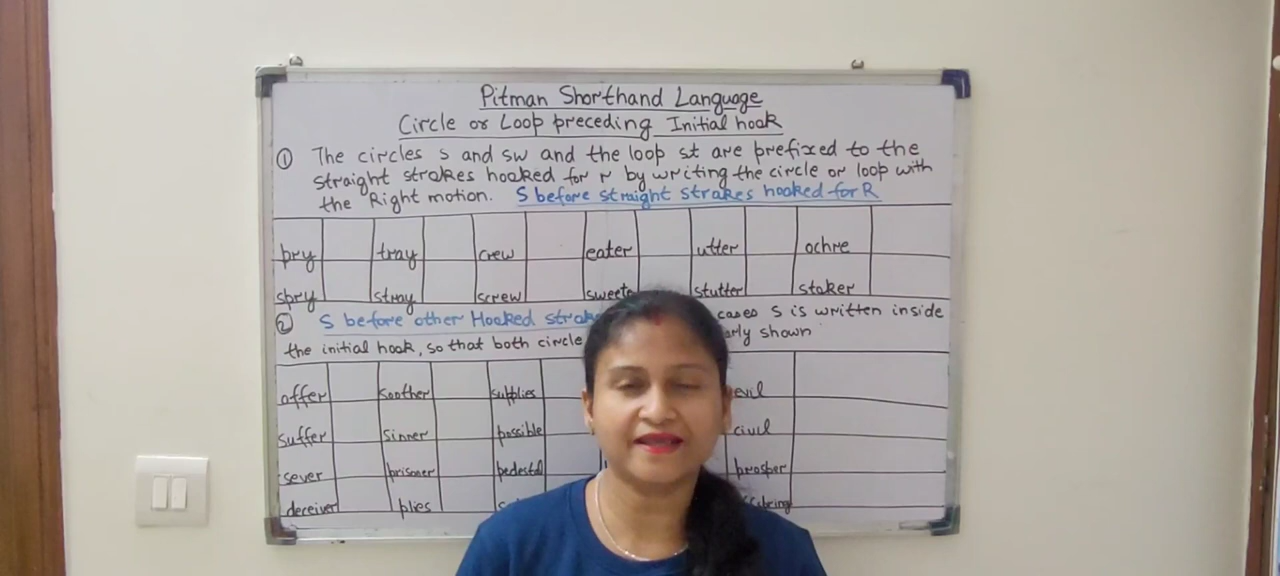 Pitman Shorthand Language
Circle or Loop preceding Initial hook
① The circles s and sw and the loop st are prefixed to the
straight strokes hooked for r by writing the circle or loop with
the Right motion. S before straight strokes hooked for R
pry tray crew eater utter ochre
spry stray screw stutter stoker
② S before other Hooked cases S is written inside
the initial hook, so that both circle shown
offer soother supplies evil
suffer sinner possible civil
sever prisoner pedestal prosper
deceiver plies